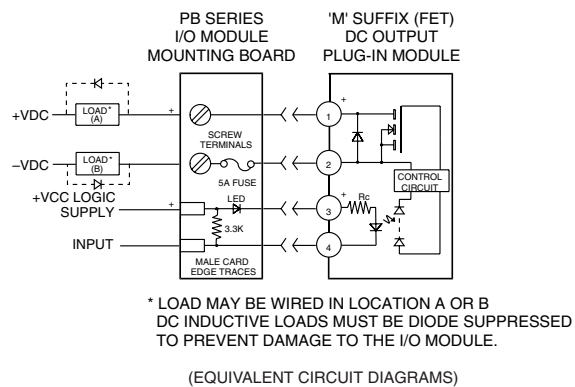 PB SERIES
I/O MODULE
MOUNTING BOARD
'M' SUFFIX (FET)
DC OUTPUT
PLUG-IN MODULE
+VDC
LOAD*
(A)
+
SCREW
TERMINALS
1
+
–VDC
LOAD*
(B)
5A FUSE
2
CONTROL
CIRCUIT
+VCC LOGIC
SUPPLY
+
LED
3
+
Rc
3.3K
INPUT
4
MALE CARD
EDGE TRACES
* LOAD MAY BE WIRED IN LOCATION A OR B
DC INDUCTIVE LOADS MUST BE DIODE SUPPRESSED
TO PREVENT DAMAGE TO THE I/O MODULE.
(EQUIVALENT CIRCUIT DIAGRAMS)